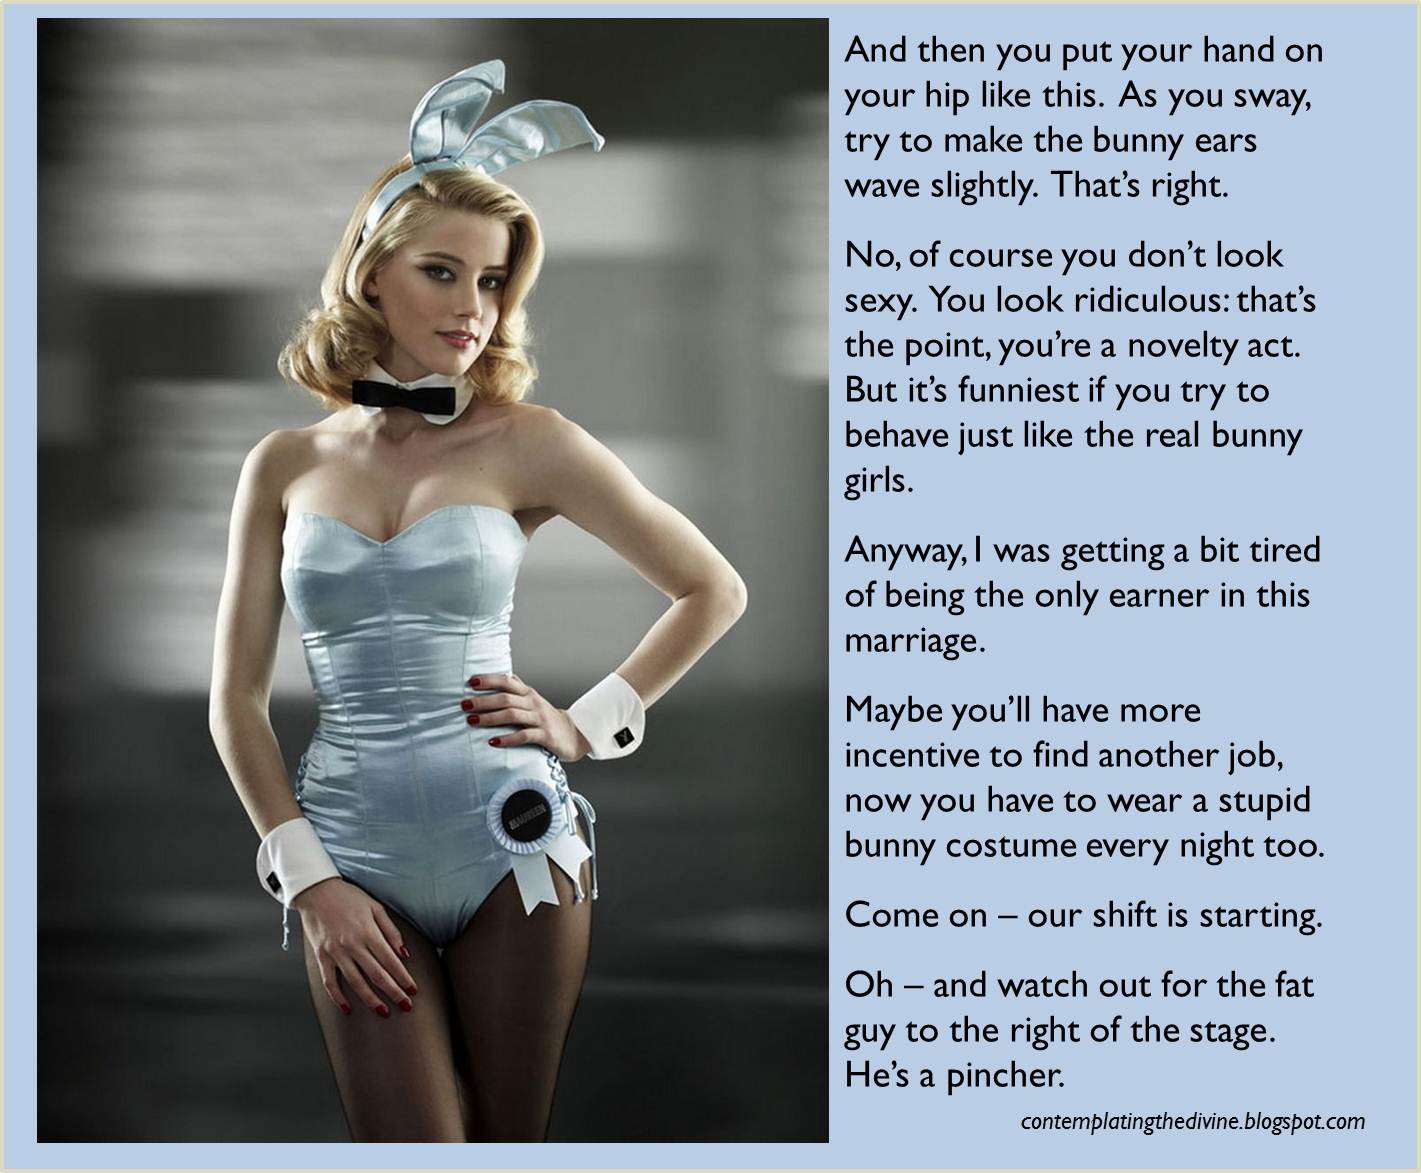 And then you put your hand on
your hip like this.  As you sway,
try to make the bunny ears
wave slightly.  That’s right.
No, of course you don’t look
sexy.  You look ridiculous: that’s
the point, you’re a novelty act.
But it’s funniest if you try to
behave just like the real bunny
girls.
Anyway, I was getting a bit tired
of being the only earner in this
marriage.
Maybe you’ll have more
incentive to find another job,
now you have to wear a stupid
bunny costume every night too.
Come on – our shift is starting.
Oh – and watch out for the fat
guy to the right of the stage.
He’s a pincher.
contemplatingthedivine.blogspot.com
MAUREEN